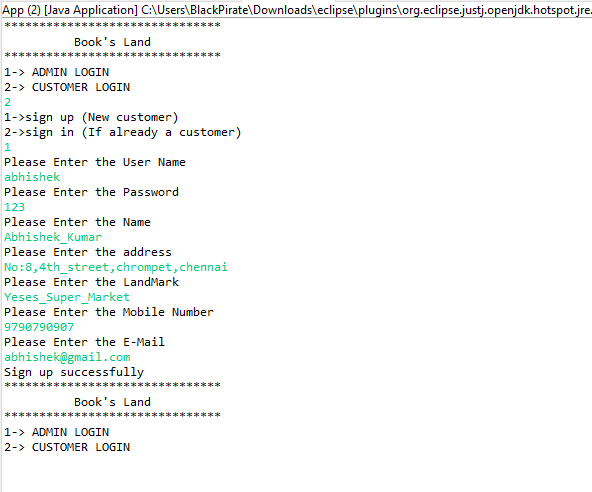 App (2) [Java Application] C:\Users\BlackPirate\Downloads\eclipse\plugins\org.eclipse.justj.openjdk.hotspot.jre.
*******************************
Book's Land
*******************************
1-> ADMIN LOGIN
2-> CUSTOMER LOGIN
2
1->sign up (New customer)
2->sign in (If already a customer)
1
Please Enter the User Name
abhishek
Please Enter the Password
123
Please Enter the Name
Abhishek_Kumar
Please Enter the address
No:8,4th_street,chrompet,chennai
Please Enter the LandMark
Yeses_Super_Market
Please Enter the Mobile Number
9790790907
Please Enter the E-Mail
abhishek@gmail.com
Sign up successfully
*******************************
Book's Land
*******************************
1-> ADMIN LOGIN
2-> CUSTOMER LOGIN